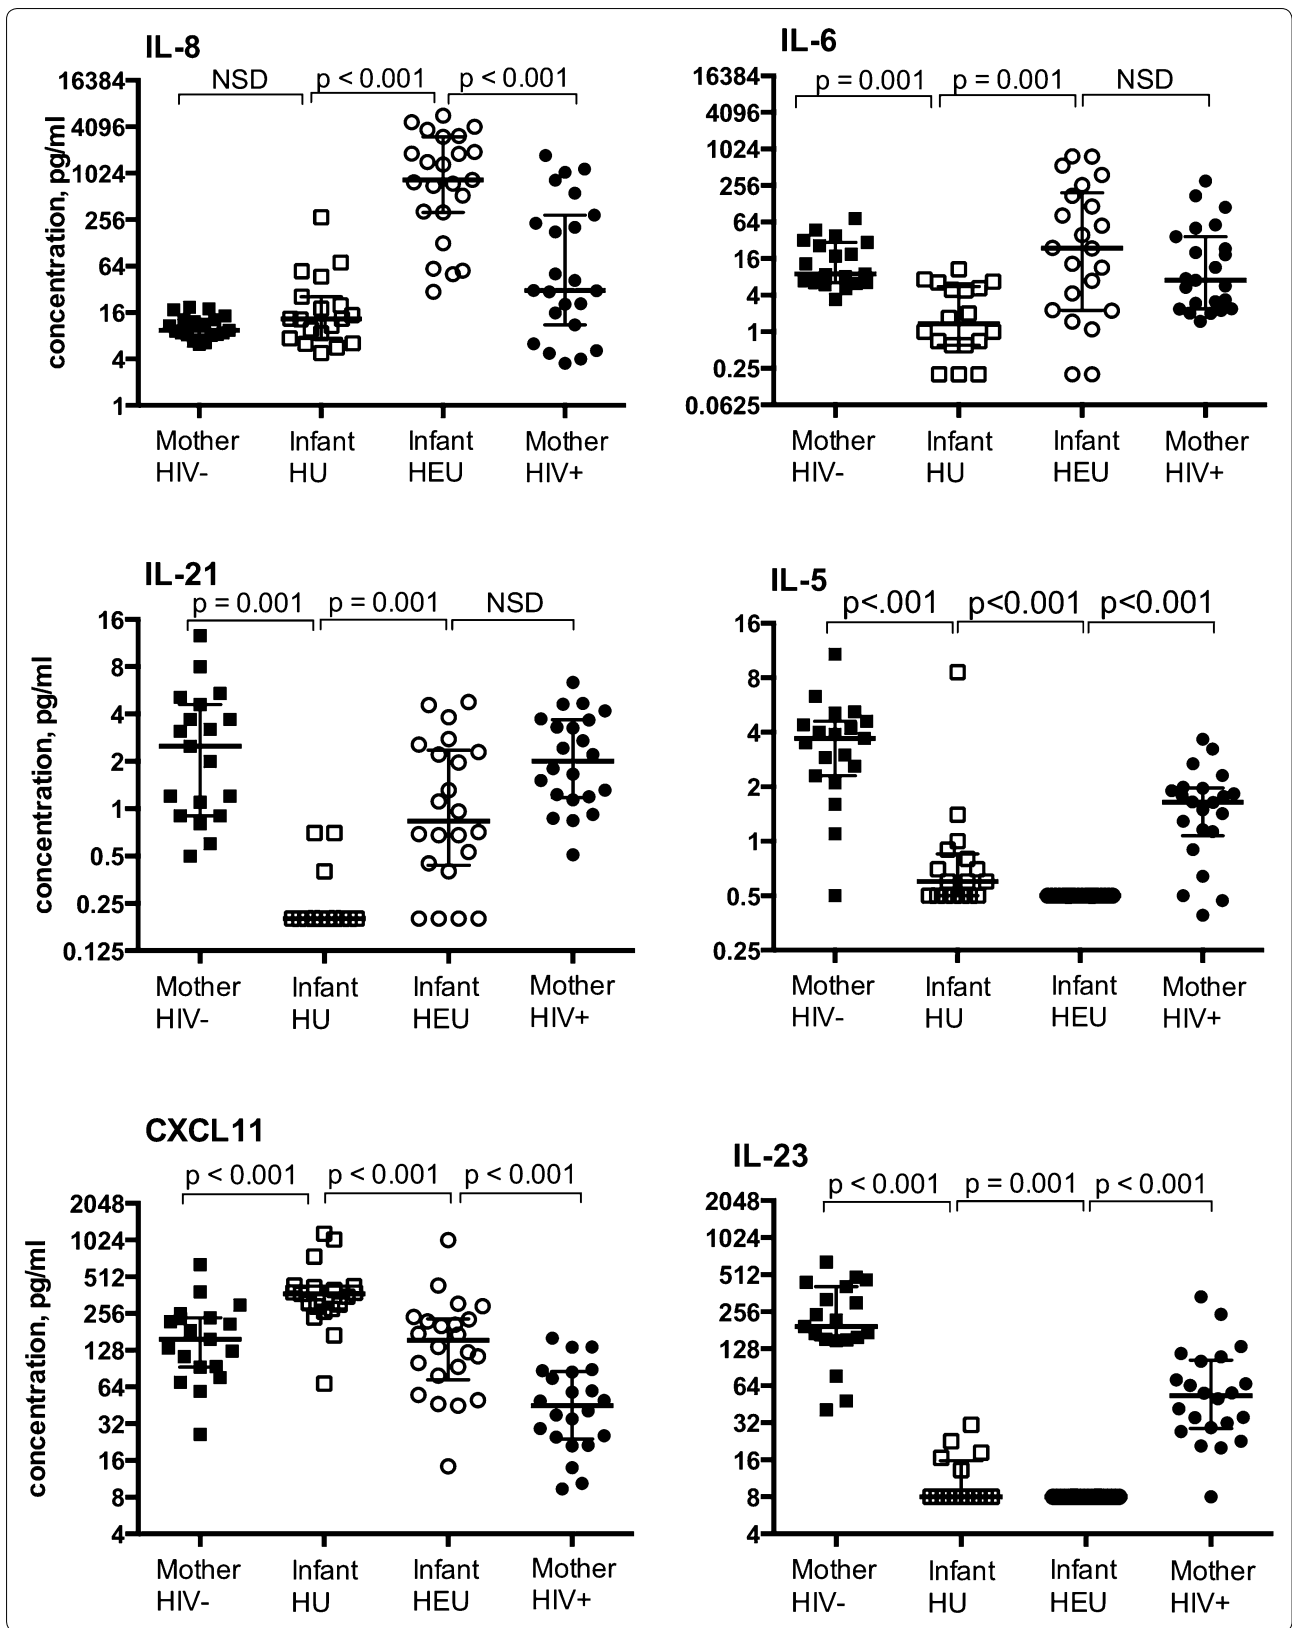 IL-8
NSD p < 0.001 p < 0.001
16384
4096
1024
256
64
16
4
1
concentration, pg/ml
Mother Infant Infant Mother
HIV- HU HEU HIV+
IL-6
p = 0.001 p = 0.001 NSD
16384
4096
1024
256
64
16
4
1
0.25
0.0625
Mother Infant Infant Mother
HIV- HU HEU HIV+
IL-21
p = 0.001 p = 0.001 NSD
16
8
4
2
1
0.5
0.25
0.125
concentration, pg/ml
Mother Infant Infant Mother
HIV- HU HEU HIV+
IL-5
p<.001 p<0.001 p<0.001
16
8
4
2
1
0.5
0.25
Mother Infant Infant Mother
HIV- HU HEU HIV+
CXCL11
p < 0.001 p < 0.001 p < 0.001
2048
1024
512
256
128
64
32
16
8
4
concentration, pg/ml
Mother Infant Infant Mother
HIV- HU HEU HIV+
IL-23
p < 0.001 p = 0.001 p < 0.001
2048
1024
512
256
128
64
32
16
8
4
Mother Infant Infant Mother
HIV- HU HEU HIV+